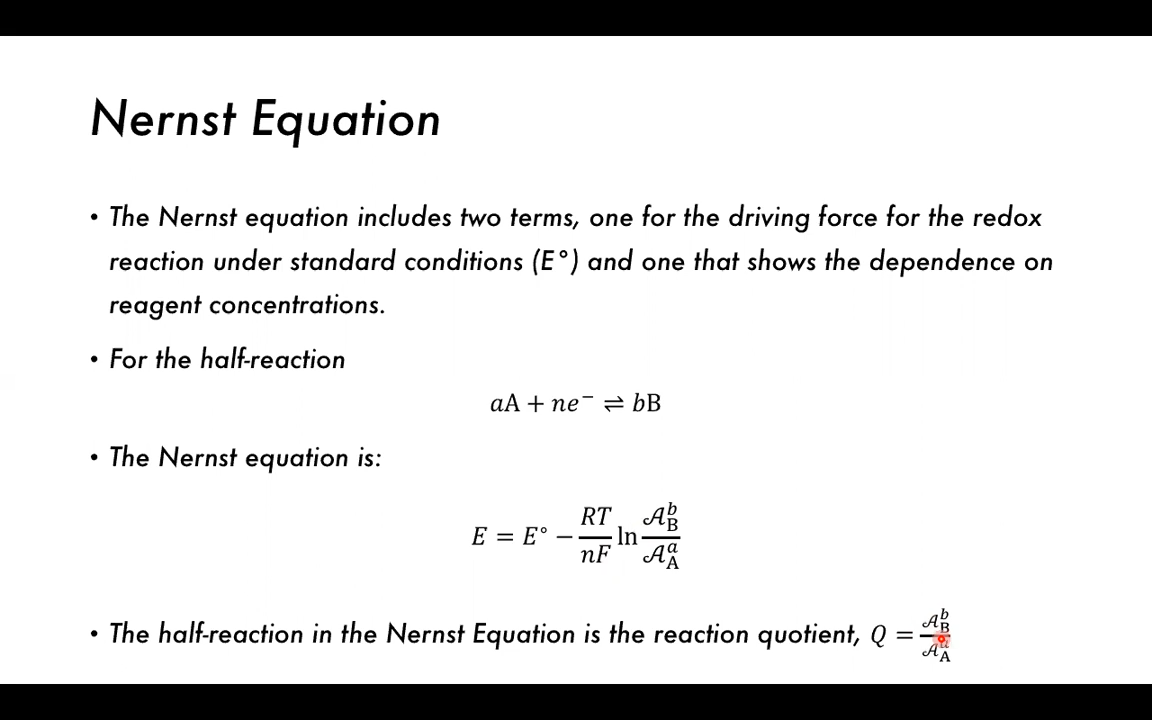 Nernst Equation
• The Nernst equation includes two terms, one for the driving force for the redox
reaction under standard conditions (E°) and one that shows the dependence on
reagent concentrations.
• For the half-reaction
aA + ne⁻ ⇌ bB
• The Nernst equation is:
E = E° − \frac{RT}{nF} ln \frac{𝒜_B^b}{𝒜_A^a}
• The half-reaction in the Nernst Equation is the reaction quotient, Q = \frac{𝒜_B^b}{𝒜_A^a}